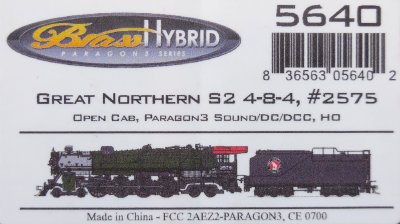 Brass HYBRID
PARAGON3 SERIES
5640
8 36563 05640 2
GREAT NORTHERN S2 4-8-4, #2575
OPEN CAB, PARAGON3 SOUND/DC/DCC, HO
Made in China - FCC 2AEZ2-PARAGON3, CE 0700